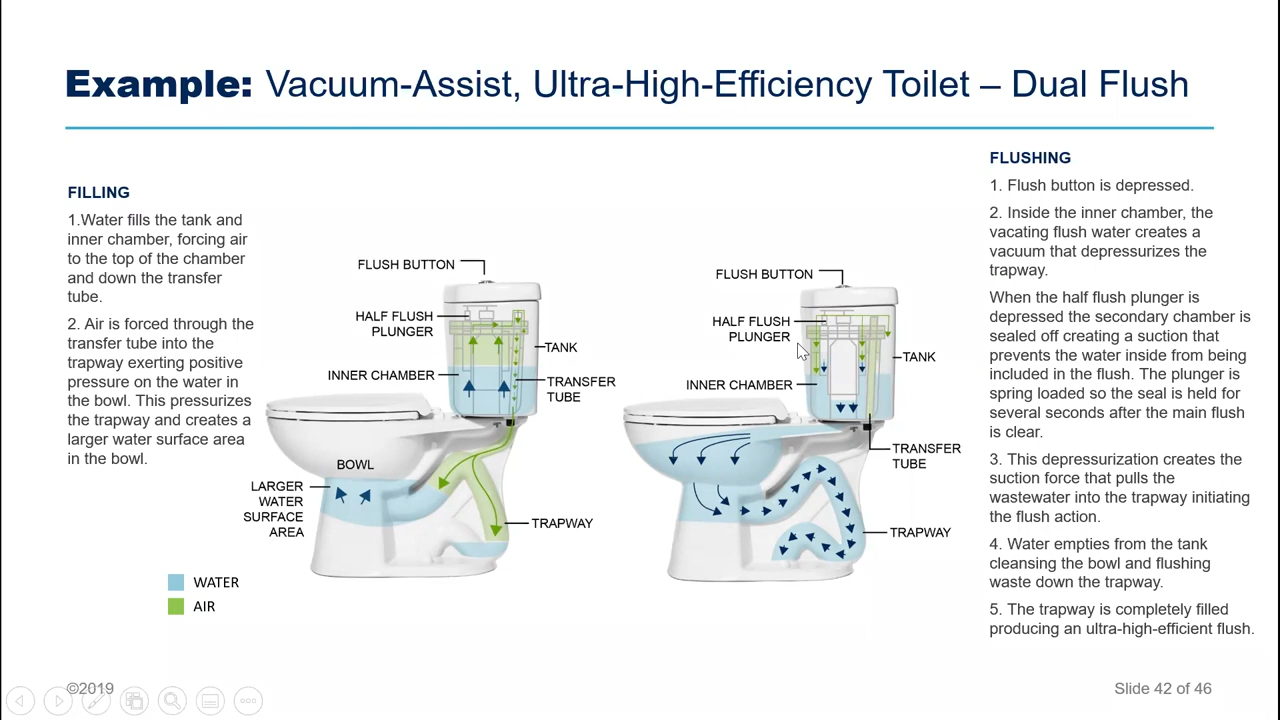 Example: Vacuum-Assist, Ultra-High-Efficiency Toilet – Dual Flush
FILLING
1.Water fills the tank and
inner chamber, forcing air
to the top of the chamber
and down the transfer
tube.
2. Air is forced through the
transfer tube into the
trapway exerting positive
pressure on the water in
the bowl. This pressurizes
the trapway and creates a
larger water surface area
in the bowl.
FLUSH BUTTON
HALF FLUSH
PLUNGER
TANK
INNER CHAMBER
TRANSFER
TUBE
BOWL
LARGER
WATER
SURFACE
AREA
TRAPWAY
WATER
AIR
FLUSH BUTTON
HALF FLUSH
PLUNGER
TANK
INNER CHAMBER
TRANSFER
TUBE
TRAPWAY
FLUSHING
1. Flush button is depressed.
2. Inside the inner chamber, the
vacating flush water creates a
vacuum that depressurizes the
trapway.
When the half flush plunger is
depressed the secondary chamber is
sealed off creating a suction that
prevents the water inside from being
included in the flush. The plunger is
spring loaded so the seal is held for
several seconds after the main flush
is clear.
3. This depressurization creates the
suction force that pulls the
wastewater into the trapway initiating
the flush action.
4. Water empties from the tank
cleansing the bowl and flushing
waste down the trapway.
5. The trapway is completely filled
producing an ultra-high-efficient flush.
©2019
Slide 42 of 46